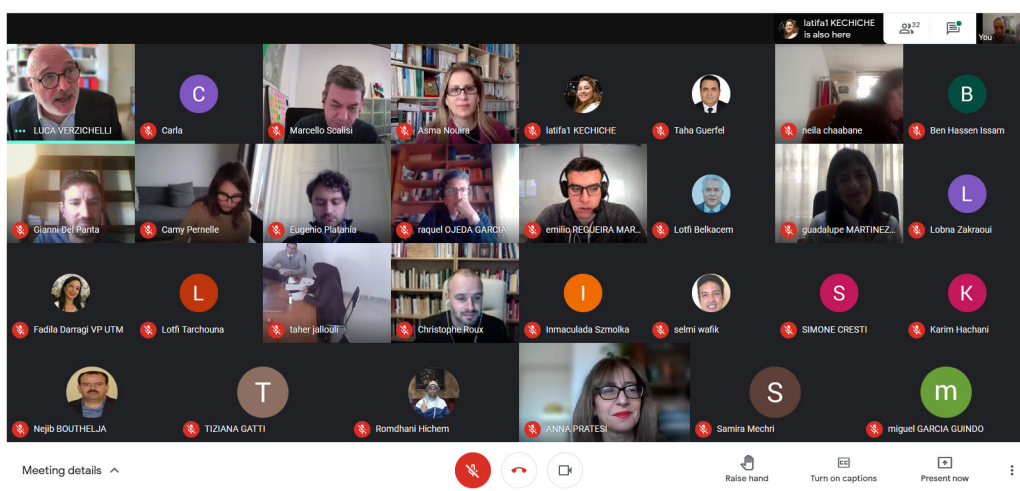 latifa1 KECHICHE
is also here
32
You
LUCA VERZICHELLI
C
Carla
Marcello Scalisi
Asma Nouira
latifa1 KECHICHE
Taha Guerfel
neila chaabane
B
Ben Hassen Issam
Gianni Del Panta
Camy Pernelle
Eugenio Platania
raquel OJEDA GARCIA
emilio REGUEIRA MAR...
Lotfi Belkacem
guadalupe MARTINEZ...
L
Lobna Zakraoui
Fadila Darragi VP UTM
L
Lotfi Tarchouna
taher jallouli
Christophe Roux
I
Inmaculada Szmolka
selmi wafik
S
SIMONE CRESTI
K
Karim Hachani
Nejib BOUTHELJA
T
TIZIANA GATTI
Romdhani Hichem
ANNA PRATESI
S
Samira Mechri
m
miguel GARCIA GUINDO
Meeting details
Raise hand
CC
Turn on captions
Present now